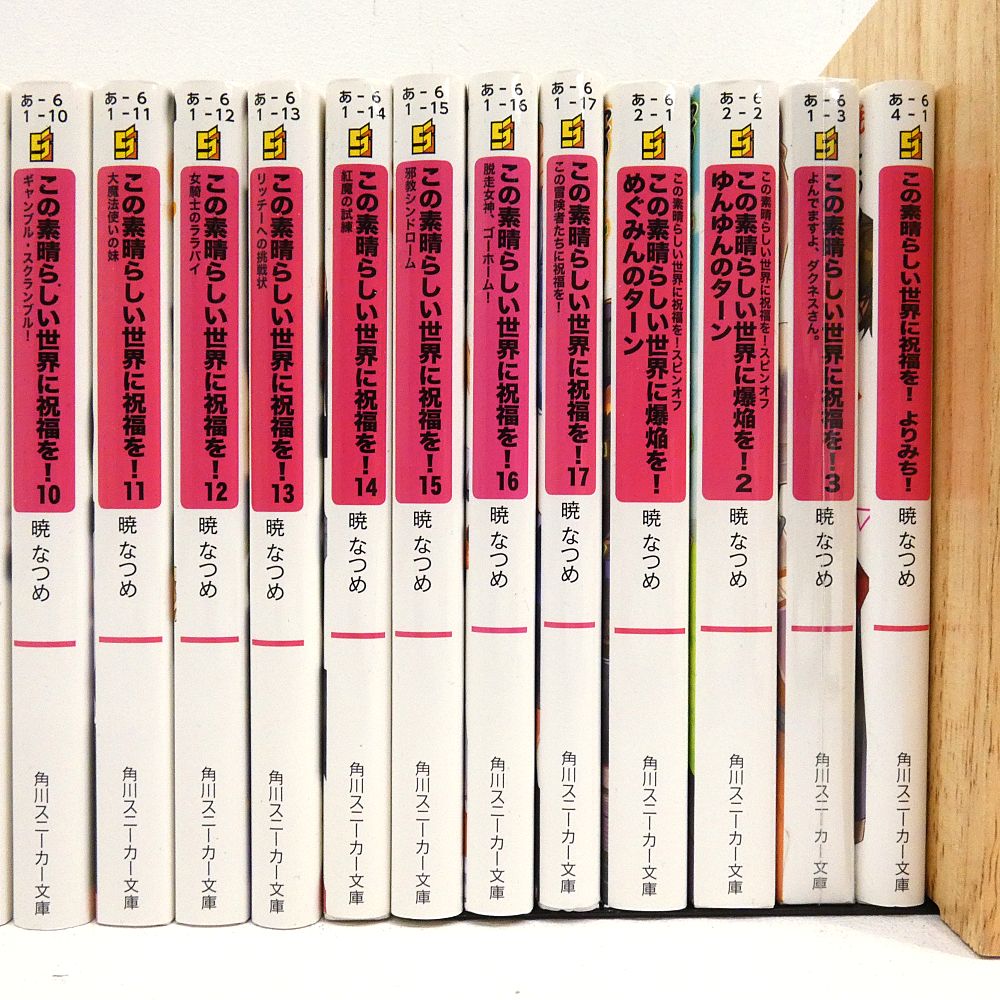 あ-6
1-10
この素晴らしい世界に祝福を!10
ギャンブル・スクランブル!
暁 なつめ
角川スニーカー文庫
あ-6
1-11
この素晴らしい世界に祝福を!11
大魔法使いの妹
暁 なつめ
角川スニーカー文庫
あ-6
1-12
この素晴らしい世界に祝福を!12
女騎士のララバイ
暁 なつめ
角川スニーカー文庫
あ-6
1-13
この素晴らしい世界に祝福を!13
リッチーへの挑戦状
暁 なつめ
角川スニーカー文庫
あ-6
1-14
この素晴らしい世界に祝福を!14
紅魔の試練
暁 なつめ
角川スニーカー文庫
あ-6
1-15
この素晴らしい世界に祝福を!15
邪教シンドローム
暁 なつめ
角川スニーカー文庫
あ-6
1-16
この素晴らしい世界に祝福を!16
脱走女神、ゴーホーム!
暁 なつめ
角川スニーカー文庫
あ-6
1-17
この素晴らしい世界に祝福を!17
この冒険者たちに祝福を!
暁 なつめ
角川スニーカー文庫
あ-6
2-1
この素晴らしい世界に祝福を!スピンオフ
この素晴らしい世界に爆焔を!
めぐみんのターン
暁 なつめ
角川スニーカー文庫
あ-6
2-2
この素晴らしい世界に祝福を!スピンオフ
この素晴らしい世界に爆焔を!2
ゆんゆんのターン
暁 なつめ
角川スニーカー文庫
あ-6
1-3
この素晴らしい世界に祝福を!3
よんでますよ、ダクネスさん。
暁 なつめ
角川スニーカー文庫
あ-6
4-1
この素晴らしい世界に祝福を! よりみち!
暁 なつめ
角川スニーカー文庫